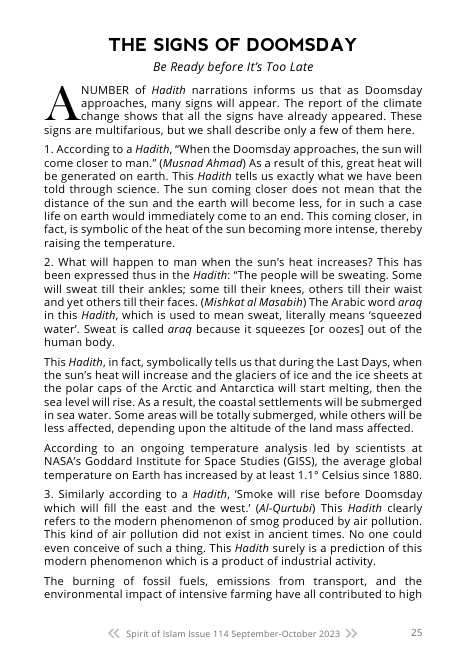 THE SIGNS OF DOOMSDAY
Be Ready before It's Too Late
A NUMBER of Hadith narrations informs us that as Doomsday
approaches, many signs will appear. The report of the climate
change shows that all the signs have already appeared. These
signs are multifarious, but we shall describe only a few of them here.
1. According to a Hadith, “When the Doomsday approaches, the sun will
come closer to man.” (Musnad Ahmad) As a result of this, great heat will
be generated on earth. This Hadith tells us exactly what we have been
told through science. The sun coming closer does not mean that the
distance of the sun and the earth will become less, for in such a case
life on earth would immediately come to an end. This coming closer, in
fact, is symbolic of the heat of the sun becoming more intense, thereby
raising the temperature.
2. What will happen to man when the sun’s heat increases? This has
been expressed thus in the Hadith: “The people will be sweating. Some
will sweat till their ankles; some till their knees, others till their waist
and yet others till their faces. (Mishkat al Masabih) The Arabic word araq
in this Hadith, which is used to mean sweat, literally means ‘squeezed
water’. Sweat is called araq because it squeezes [or oozes] out of the
human body.
This Hadith, in fact, symbolically tells us that during the Last Days, when
the sun’s heat will increase and the glaciers of ice and the ice sheets at
the polar caps of the Arctic and Antarctica will start melting, then the
sea level will rise. As a result, the coastal settlements will be submerged
in sea water. Some areas will be totally submerged, while others will be
less affected, depending upon the altitude of the land mass affected.
According to an ongoing temperature analysis led by scientists at
NASA’s Goddard Institute for Space Studies (GISS), the average global
temperature on Earth has increased by at least 1.1° Celsius since 1880.
3. Similarly according to a Hadith, ‘Smoke will rise before Doomsday
which will fill the east and the west.’ (Al-Qurtubi) This Hadith clearly
refers to the modern phenomenon of smog produced by air pollution.
This kind of air pollution did not exist in ancient times. No one could
even conceive of such a thing. This Hadith surely is a prediction of this
modern phenomenon which is a product of industrial activity.
The burning of fossil fuels, emissions from transport, and the
environmental impact of intensive farming have all contributed to high
Spirit of Islam Issue 114 September-October 2023 25